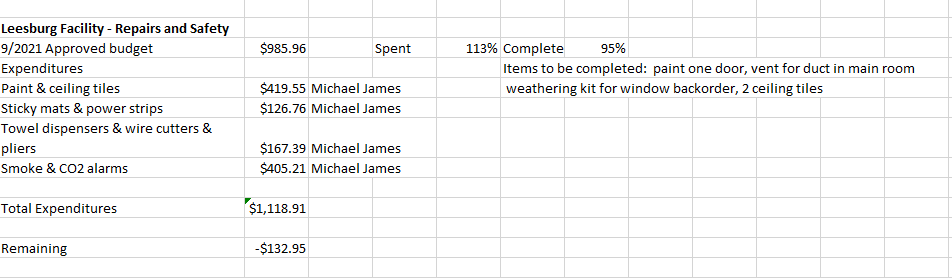 Leesburg Facility - Repairs and Safety
9/2021 Approved budget $985.96 Spent 113% Complete 95%
Expenditures Items to be completed: paint one door, vent for duct in main room
Paint & ceiling tiles $419.55 Michael James weathering kit for window backorder, 2 ceiling tiles
Sticky mats & power strips $126.76 Michael James
Towel dispensers & wire cutters &
pliers $167.39 Michael James
Smoke & CO2 alarms $405.21 Michael James
Total Expenditures $1,118.91
Remaining -$132.95